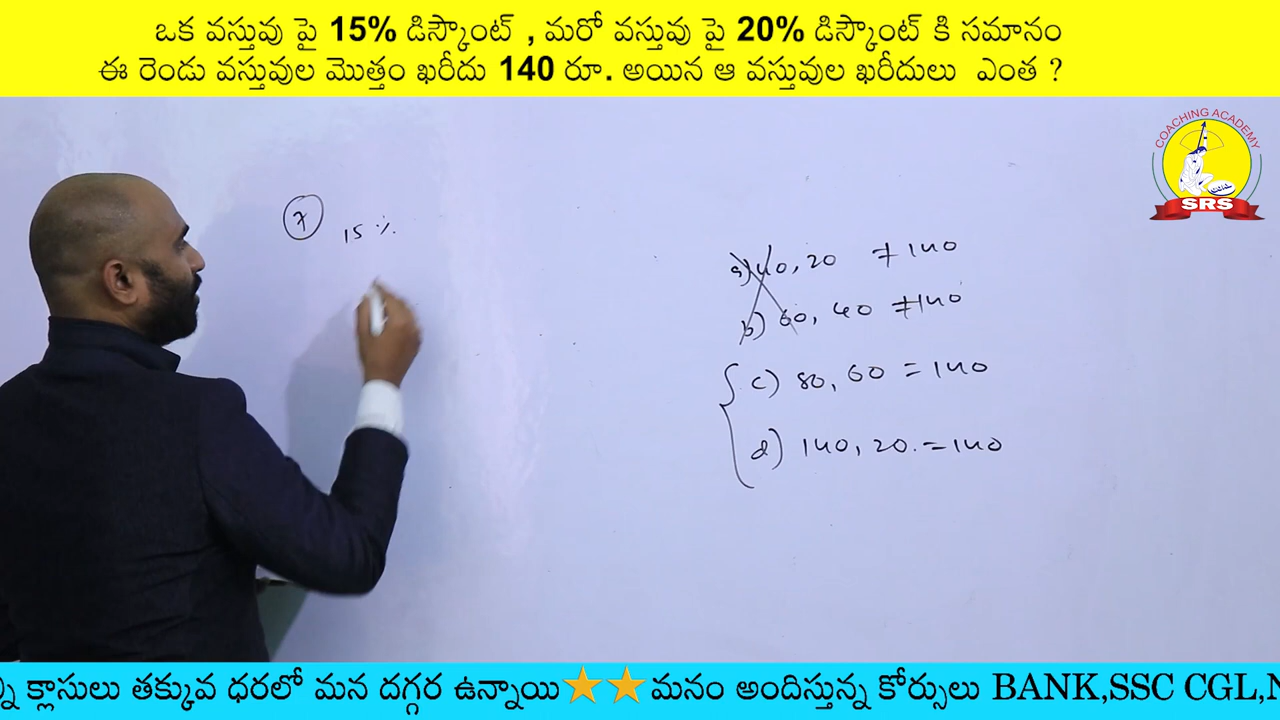 ఒక వస్తువు పై 15% డిస్కౌంట్ , మరో వస్తువు పై 20% డిస్కౌంట్ కి సమానం
ఈ రెండు వస్తువుల మొత్తం ఖరీదు 140 రూ. అయిన ఆ వస్తువుల ఖరీదులు ఎంత ?
COACHING ACADEMY
SRS
7
15 %
a) 40, 20 ≠ 140
b) 60, 40 ≠ 140
c) 80, 60 = 140
d) 140, 20. = 140
క్లాసులు తక్కువ ధరలో మన దగ్గర ఉన్నాయి⭐⭐మనం అందిస్తున్న కోర్సులు BANK,SSC CGL,N